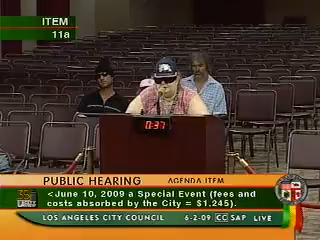 ITEM
11a
0:37
PUBLIC HEARING AGENDA ITEM
<June 10, 2009 a Special Event (fees and
costs absorbed by the City = $1,245).
LOS ANGELES CITY COUNCIL 6-2-09 CC SAP LIVE